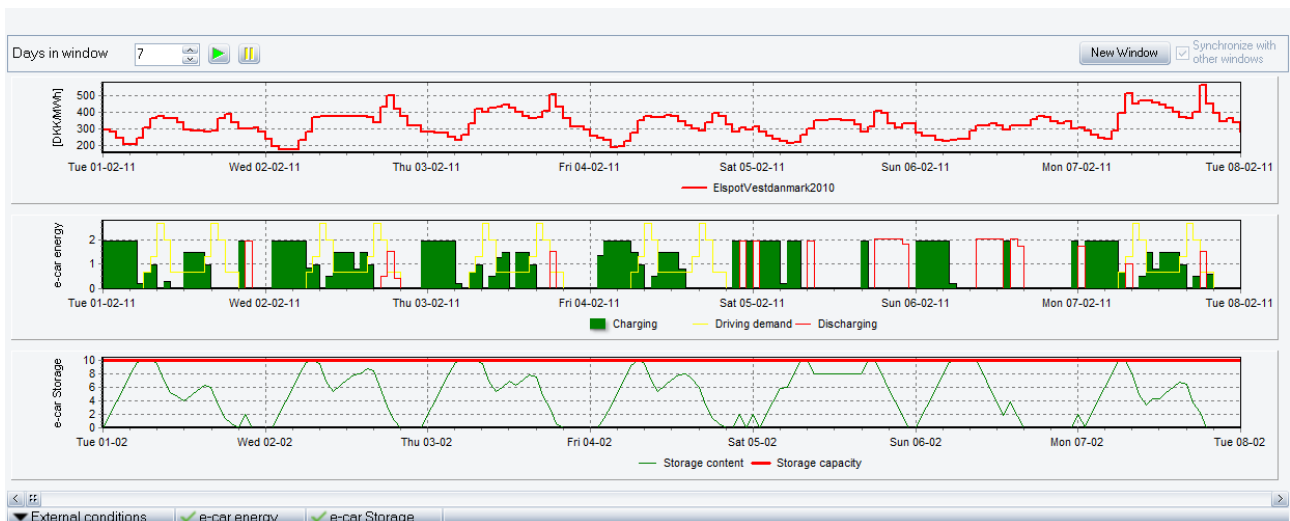 Days in window 7 New Window Synchronize with
other windows
[DKK/MWh]
500
400
300
200
Tue 01-02-11 Wed 02-02-11 Thu 03-02-11 Fri 04-02-11 Sat 05-02-11 Sun 06-02-11 Mon 07-02-11 Tue 08-02-11
ElspotVestdanmark2010
e-car energy
2
1
0
Tue 01-02-11 Wed 02-02-11 Thu 03-02-11 Fri 04-02-11 Sat 05-02-11 Sun 06-02-11 Mon 07-02-11 Tue 08-02-11
Charging Driving demand Discharging
e-car Storage
10
8
6
4
2
0
Tue 01-02 Wed 02-02 Thu 03-02 Fri 04-02 Sat 05-02 Sun 06-02 Mon 07-02 Tue 08-02
Storage content Storage capacity
External conditions e-car energy e-car Storage